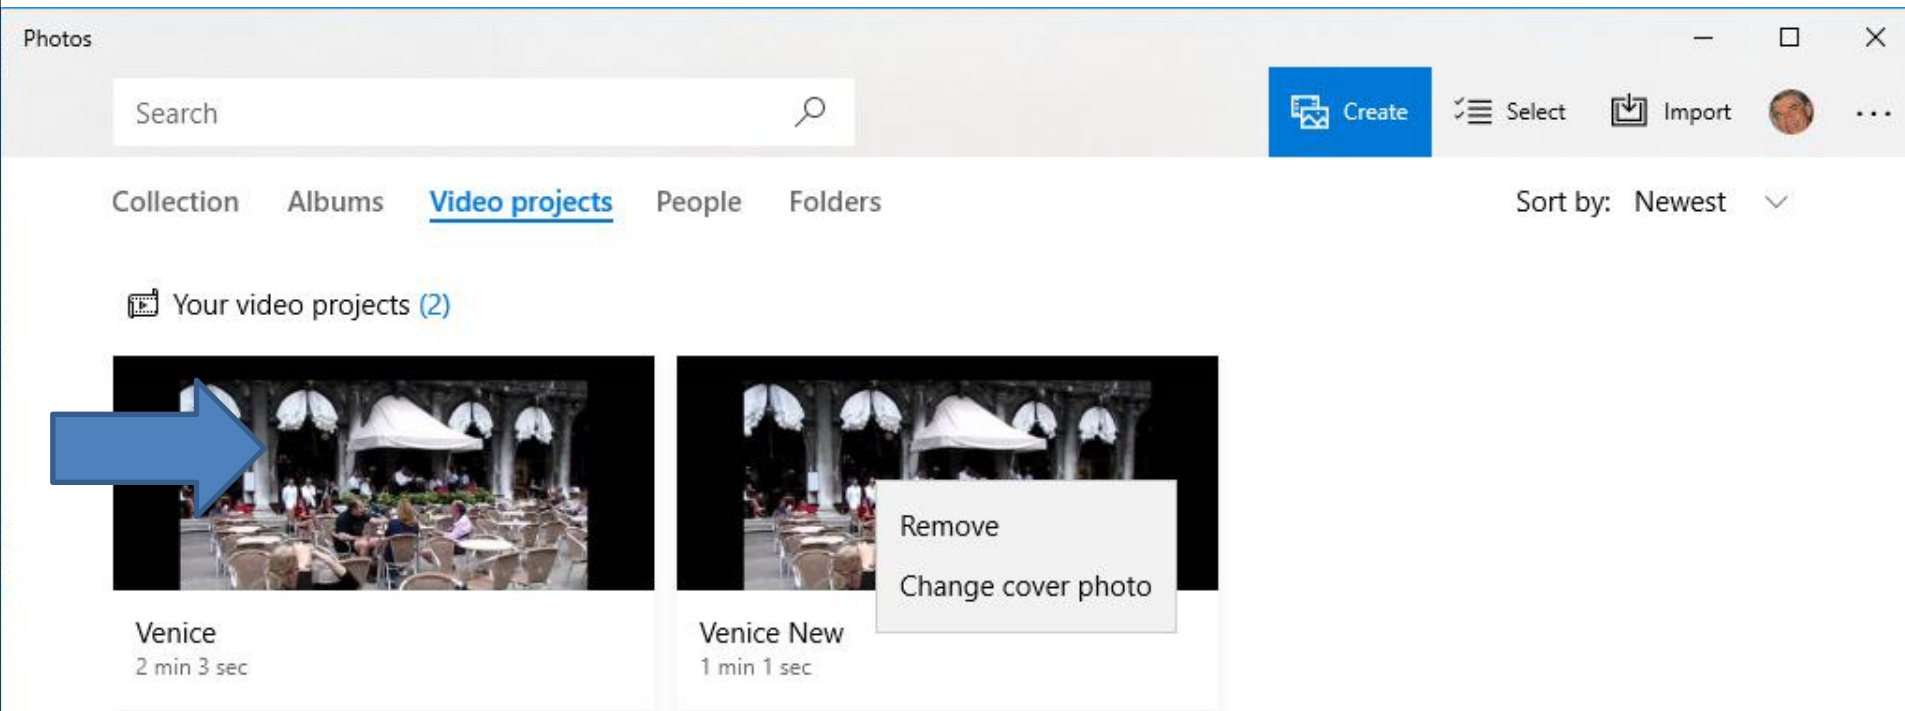 Photos
Search
Create Select Import
Collection Albums Video projects People Folders
Sort by: Newest
Your video projects (2)
Remove
Change cover photo
Venice
2 min 3 sec
Venice New
1 min 1 sec